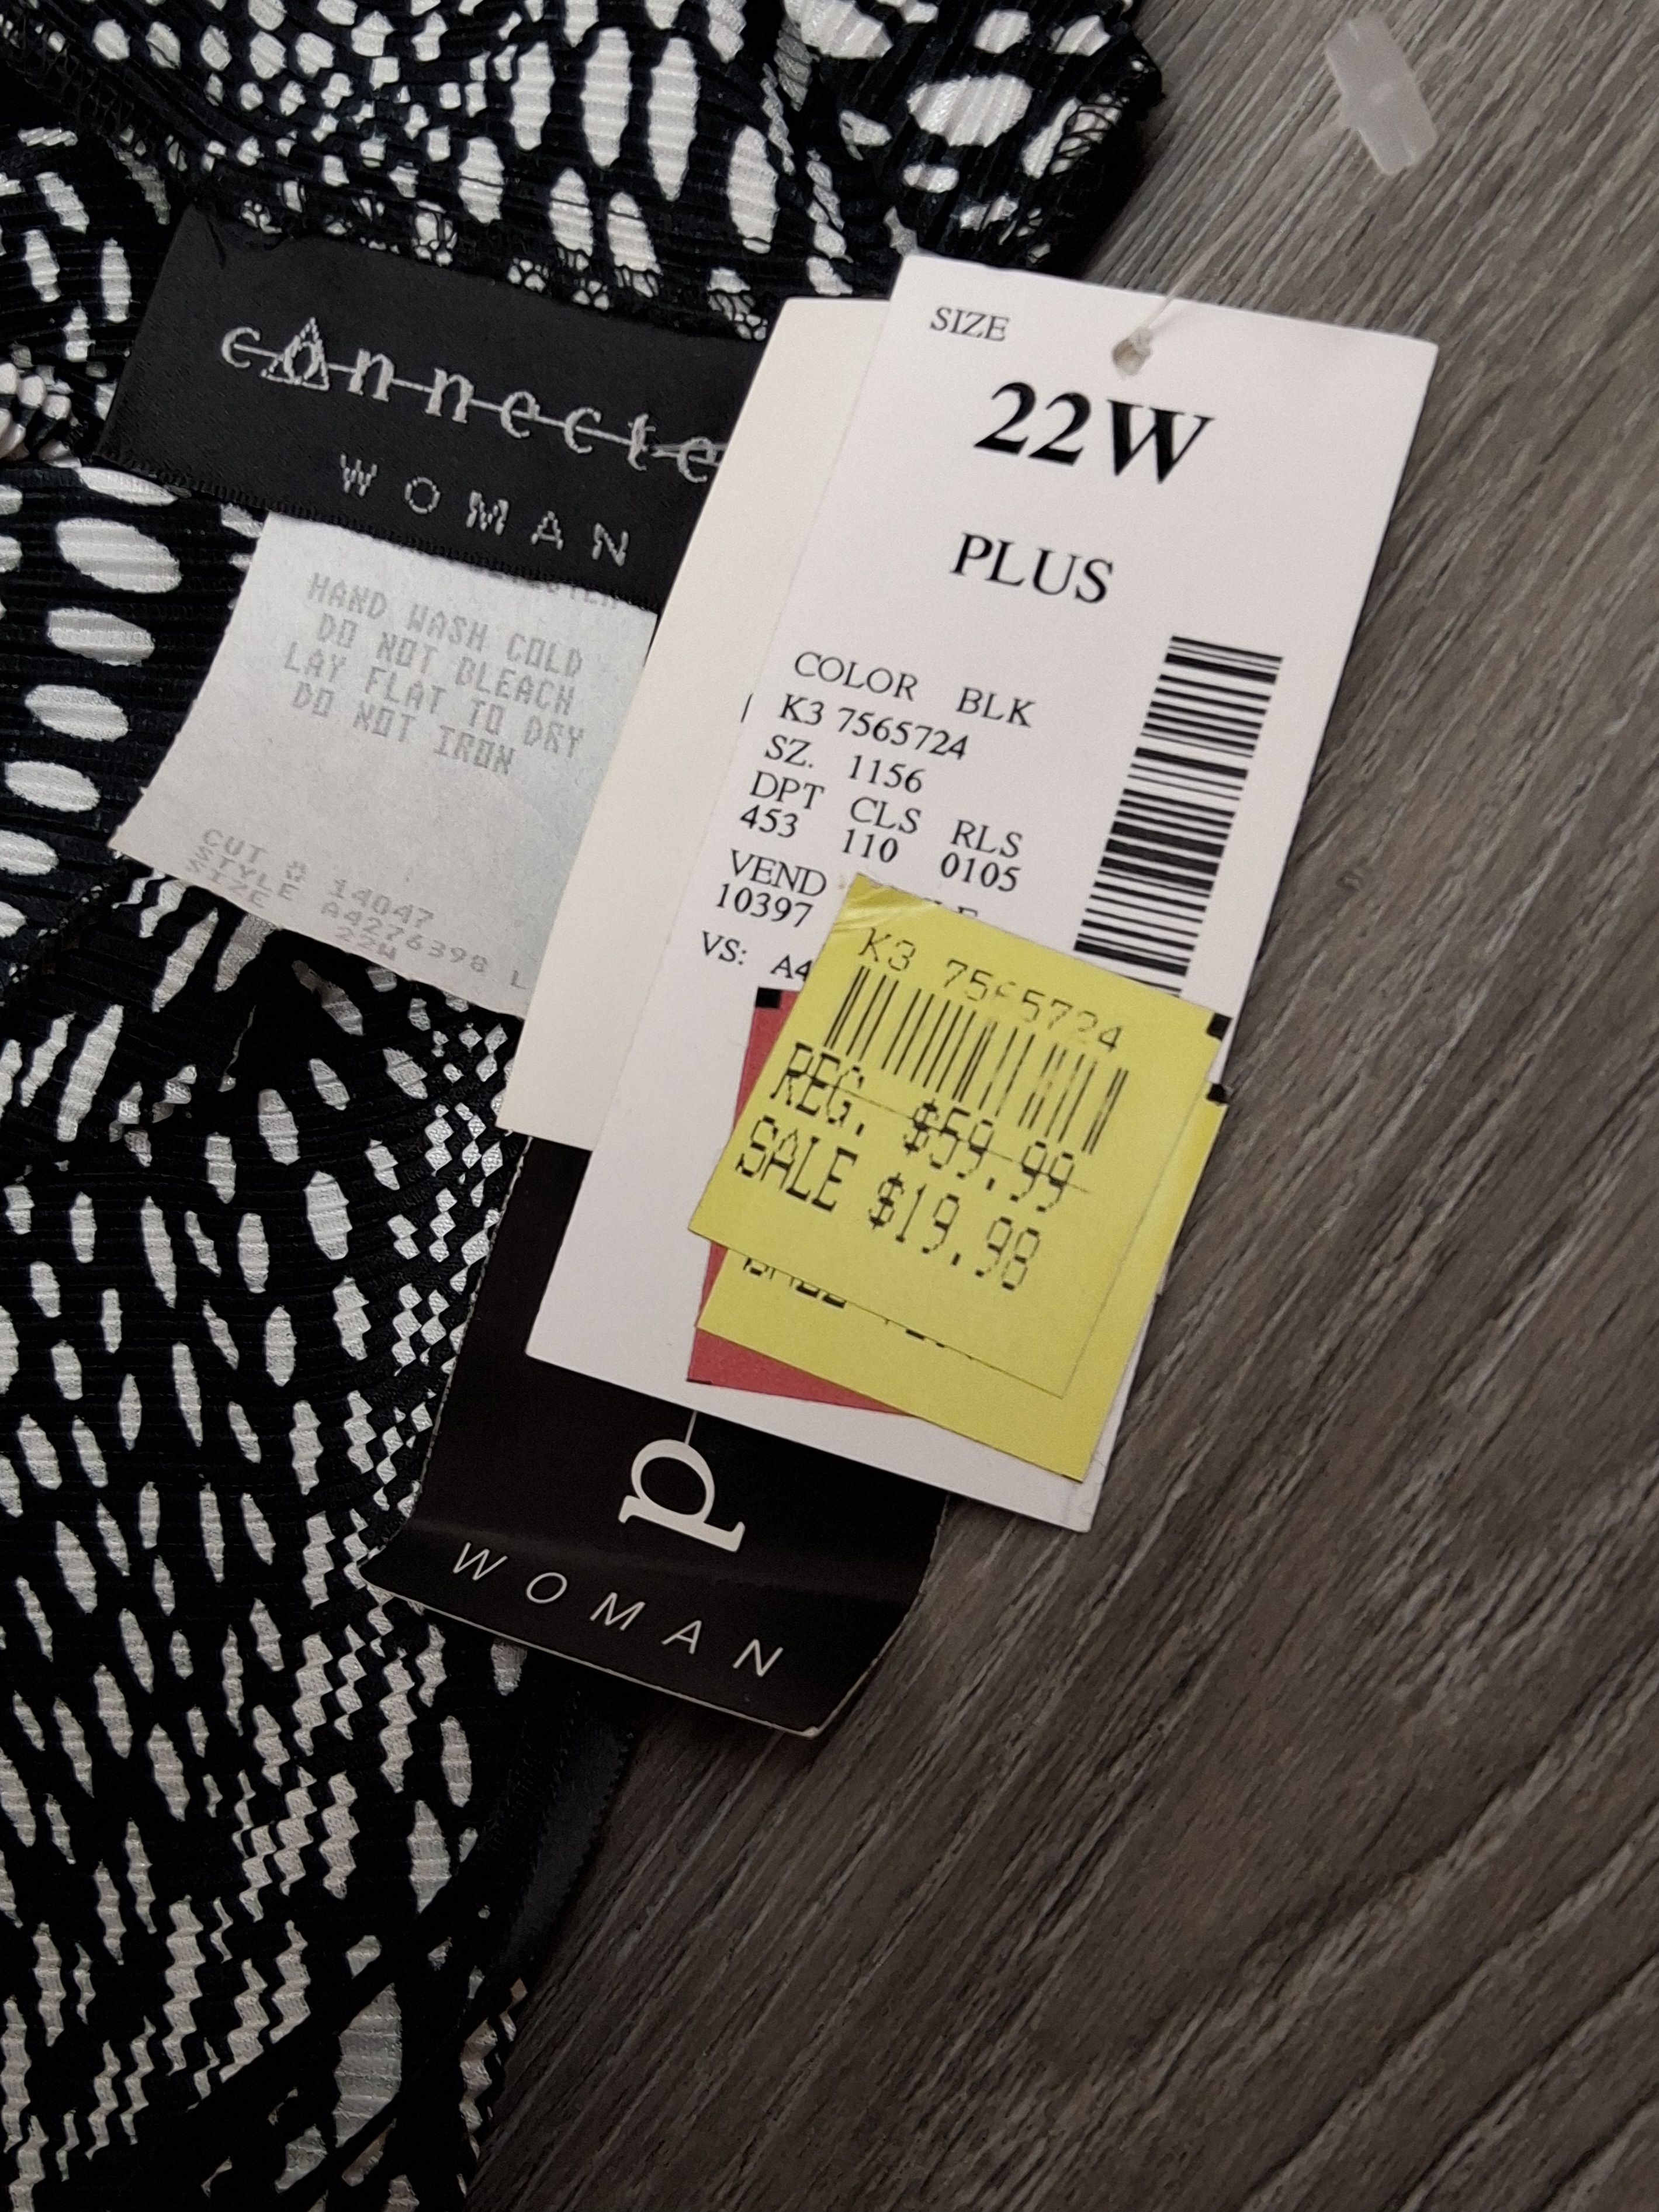 connecte
WOMAN
HAND WASH COLD
DO NOT BLEACH
LAY FLAT TO DRY
DO NOT IRON
CUT # 14047
STYLE A4276398 L
SIZE 22W
SIZE
22W
PLUS
COLOR BLK
K3 7565724
SZ. 1156
DPT CLS RLS
453 110 0105
VEND
10397
VS: A4
K3 7565724
REG. $59.99
SALE $19.98
d
WOMAN